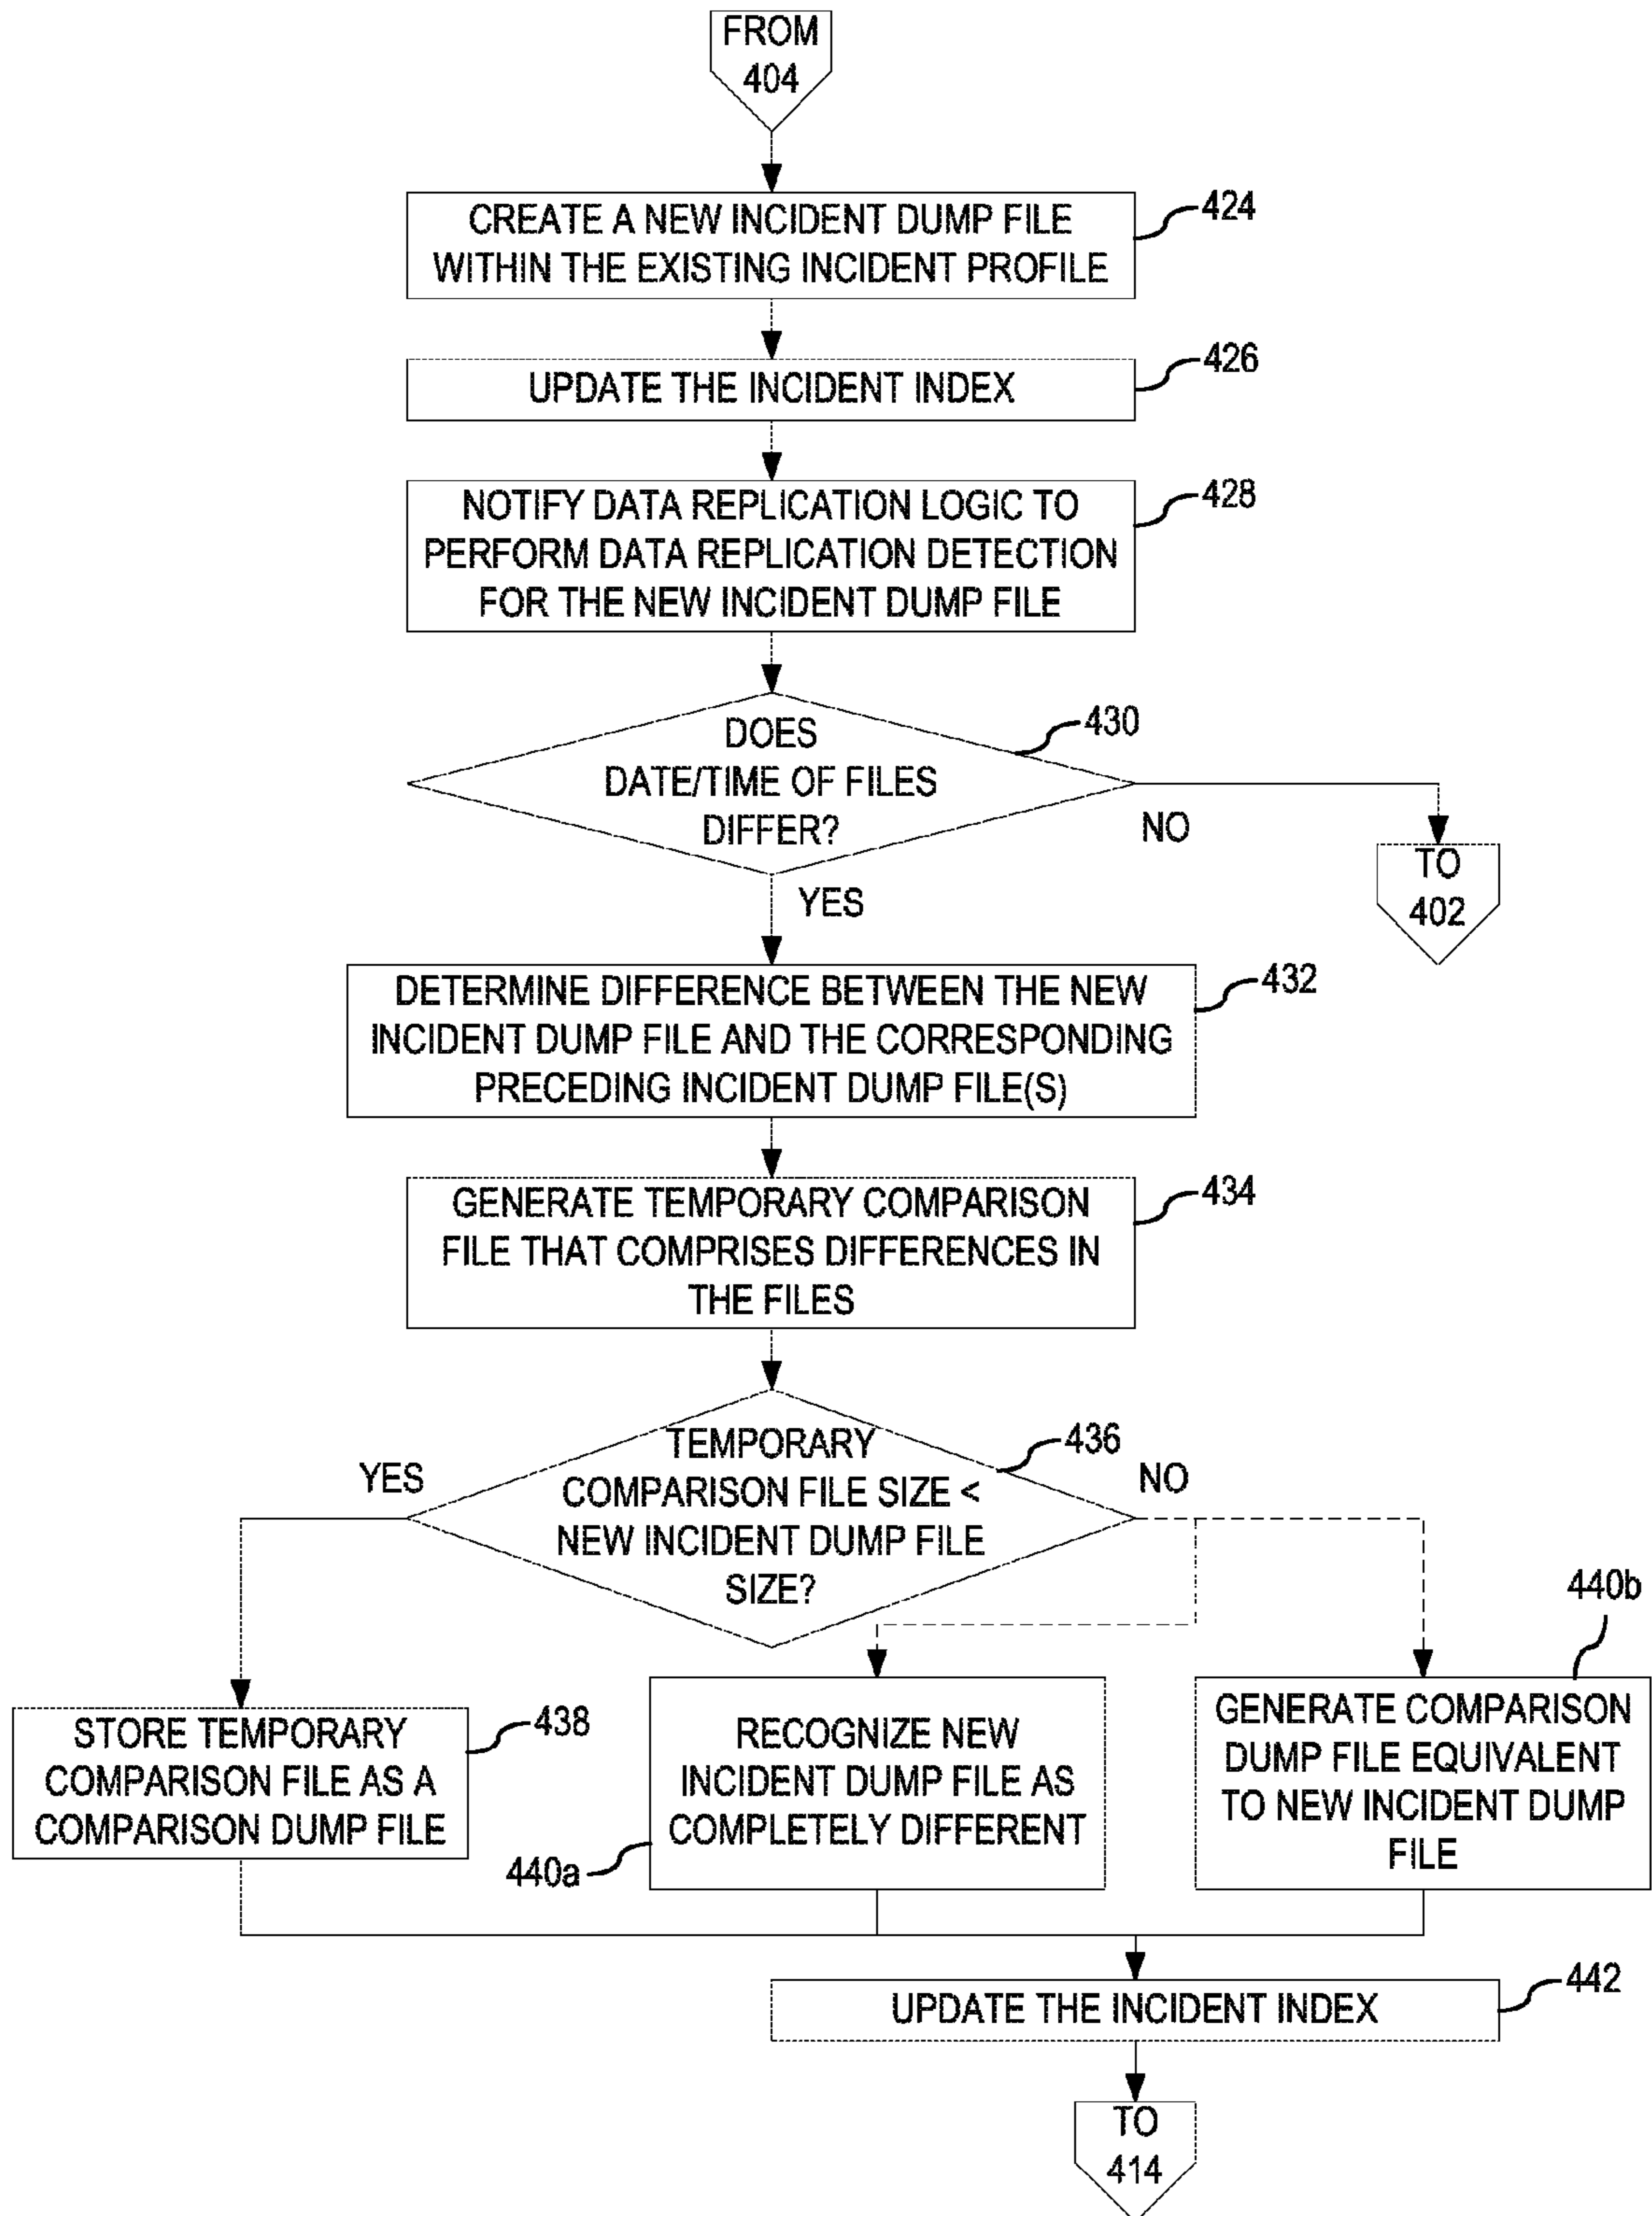 FROM
404
CREATE A NEW INCIDENT DUMP FILE
WITHIN THE EXISTING INCIDENT PROFILE
424
UPDATE THE INCIDENT INDEX
426
NOTIFY DATA REPLICATION LOGIC TO
PERFORM DATA REPLICATION DETECTION
FOR THE NEW INCIDENT DUMP FILE
428
DOES
DATE/TIME OF FILES
DIFFER?
430
NO
TO
402
YES
DETERMINE DIFFERENCE BETWEEN THE NEW
INCIDENT DUMP FILE AND THE CORRESPONDING
PRECEDING INCIDENT DUMP FILE(S)
432
GENERATE TEMPORARY COMPARISON
FILE THAT COMPRISES DIFFERENCES IN
THE FILES
434
TEMPORARY
COMPARISON FILE SIZE <
NEW INCIDENT DUMP FILE
SIZE?
436
YES
NO
STORE TEMPORARY
COMPARISON FILE AS A
COMPARISON DUMP FILE
438
RECOGNIZE NEW
INCIDENT DUMP FILE AS
COMPLETELY DIFFERENT
440a
440b
GENERATE COMPARISON
DUMP FILE EQUIVALENT
TO NEW INCIDENT DUMP
FILE
UPDATE THE INCIDENT INDEX
442
TO
414